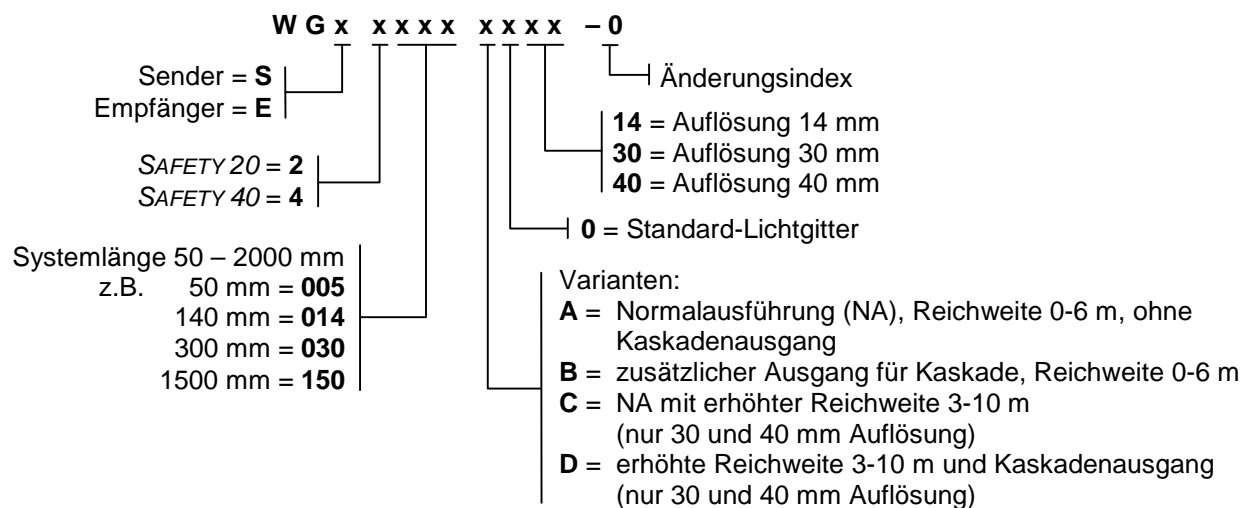 W G x x x x x x x x x – 0
Änderungsindex
Sender = S
Empfänger = E
14 = Auflösung 14 mm
30 = Auflösung 30 mm
40 = Auflösung 40 mm
SAFETY 20 = 2
SAFETY 40 = 4
0 = Standard-Lichtgitter
Systemlänge 50 – 2000 mm
z.B. 50 mm = 005
140 mm = 014
300 mm = 030
1500 mm = 150
Varianten:
A = Normalausführung (NA), Reichweite 0-6 m, ohne
Kaskadenausgang
B = zusätzlicher Ausgang für Kaskade, Reichweite 0-6 m
C = NA mit erhöhter Reichweite 3-10 m
(nur 30 und 40 mm Auflösung)
D = erhöhte Reichweite 3-10 m und Kaskadenausgang
(nur 30 und 40 mm Auflösung)